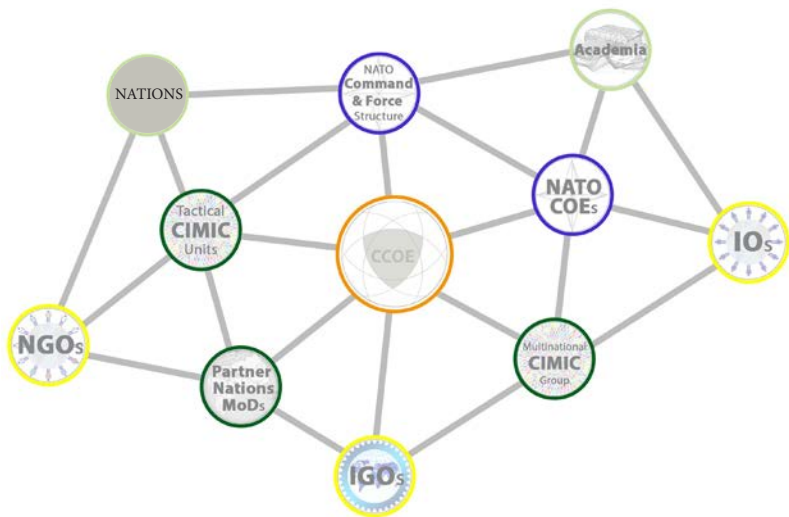 Academia
NATO
Command
& Force
Structure
NATIONS
NATO
COEs
Tactical
CIMIC
Units
IOs
CCOE
NGOs
Multinational
CIMIC
Group
Partner
Nations
MoDs
IGOs